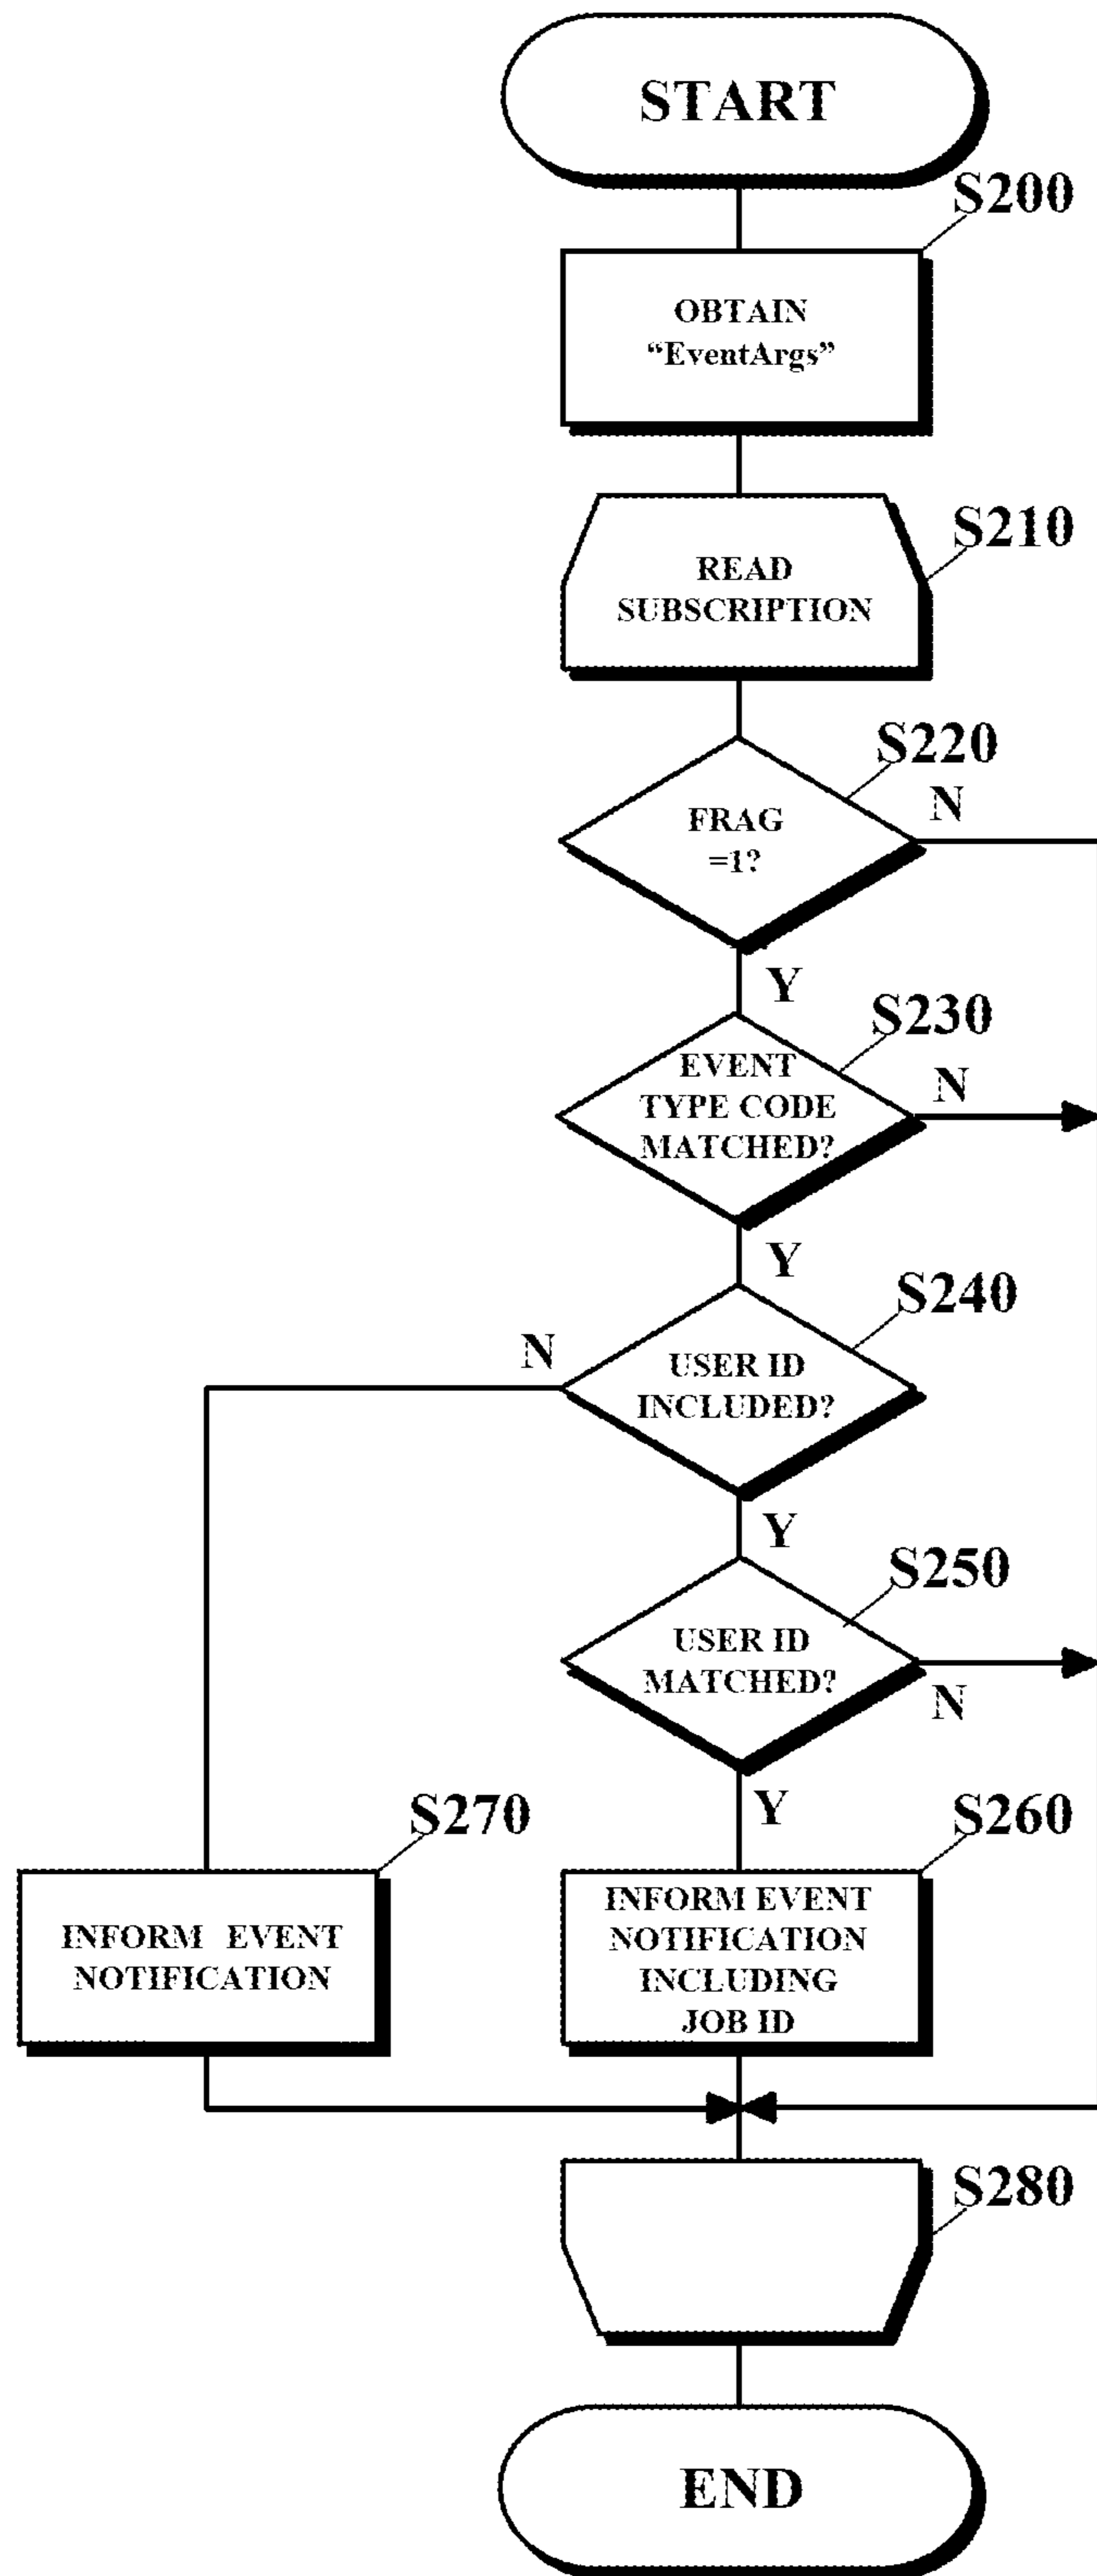 START
S200
OBTAIN
“EventArgs”
S210
READ
SUBSCRIPTION
S220
N
FRAG
=1?
Y
S230
N
EVENT
TYPE CODE
MATCHED?
Y
S240
N
USER ID
INCLUDED?
Y
S250
USER ID
MATCHED?
N
Y
S270
S260
INFORM EVENT
NOTIFICATION
INFORM EVENT
NOTIFICATION
INCLUDING
JOB ID
S280
END